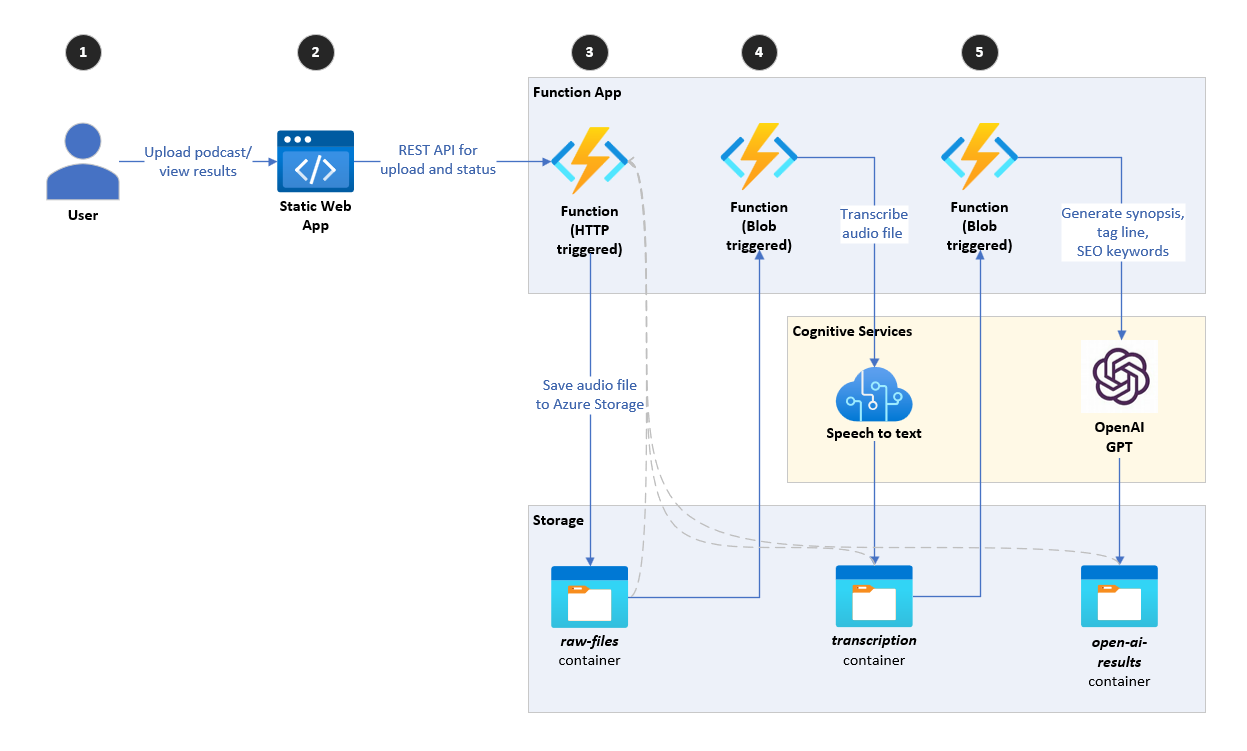 1
2
3
4
5
Function App
Upload podcast/
view results
User
Static Web
App
REST API for
upload and status
Function
(HTTP
triggered)
Function
(Blob
triggered)
Transcribe
audio file
Function
(Blob
triggered)
Generate synopsis,
tag line,
SEO keywords
Cognitive Services
Speech to text
OpenAI
GPT
Save audio file
to Azure Storage
Storage
raw-files
container
transcription
container
open-ai-
results
container